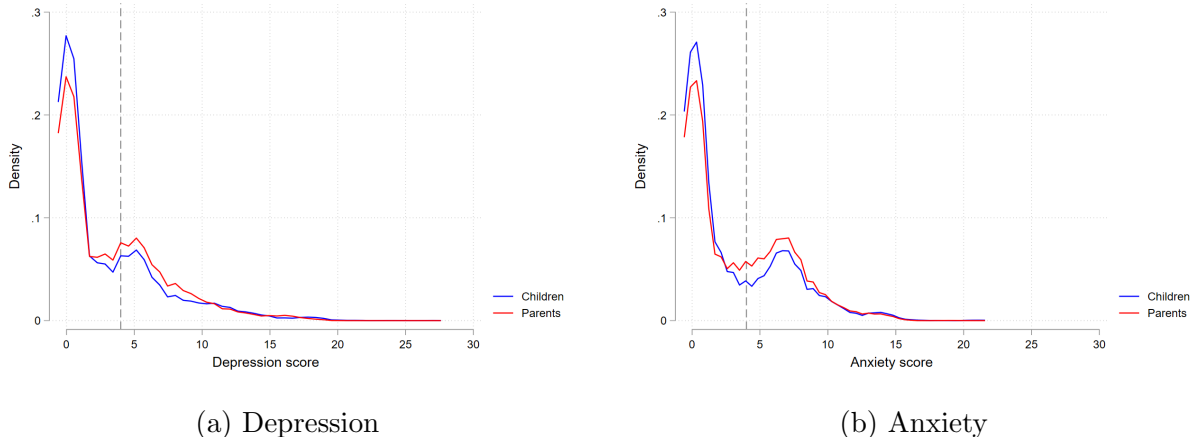 .3
.2
.1
0
Density
0 5 10 15 20 25 30
Depression score
Children
Parents
(a) Depression
.3
.2
.1
0
Density
0 5 10 15 20 25 30
Anxiety score
Children
Parents
(b) Anxiety